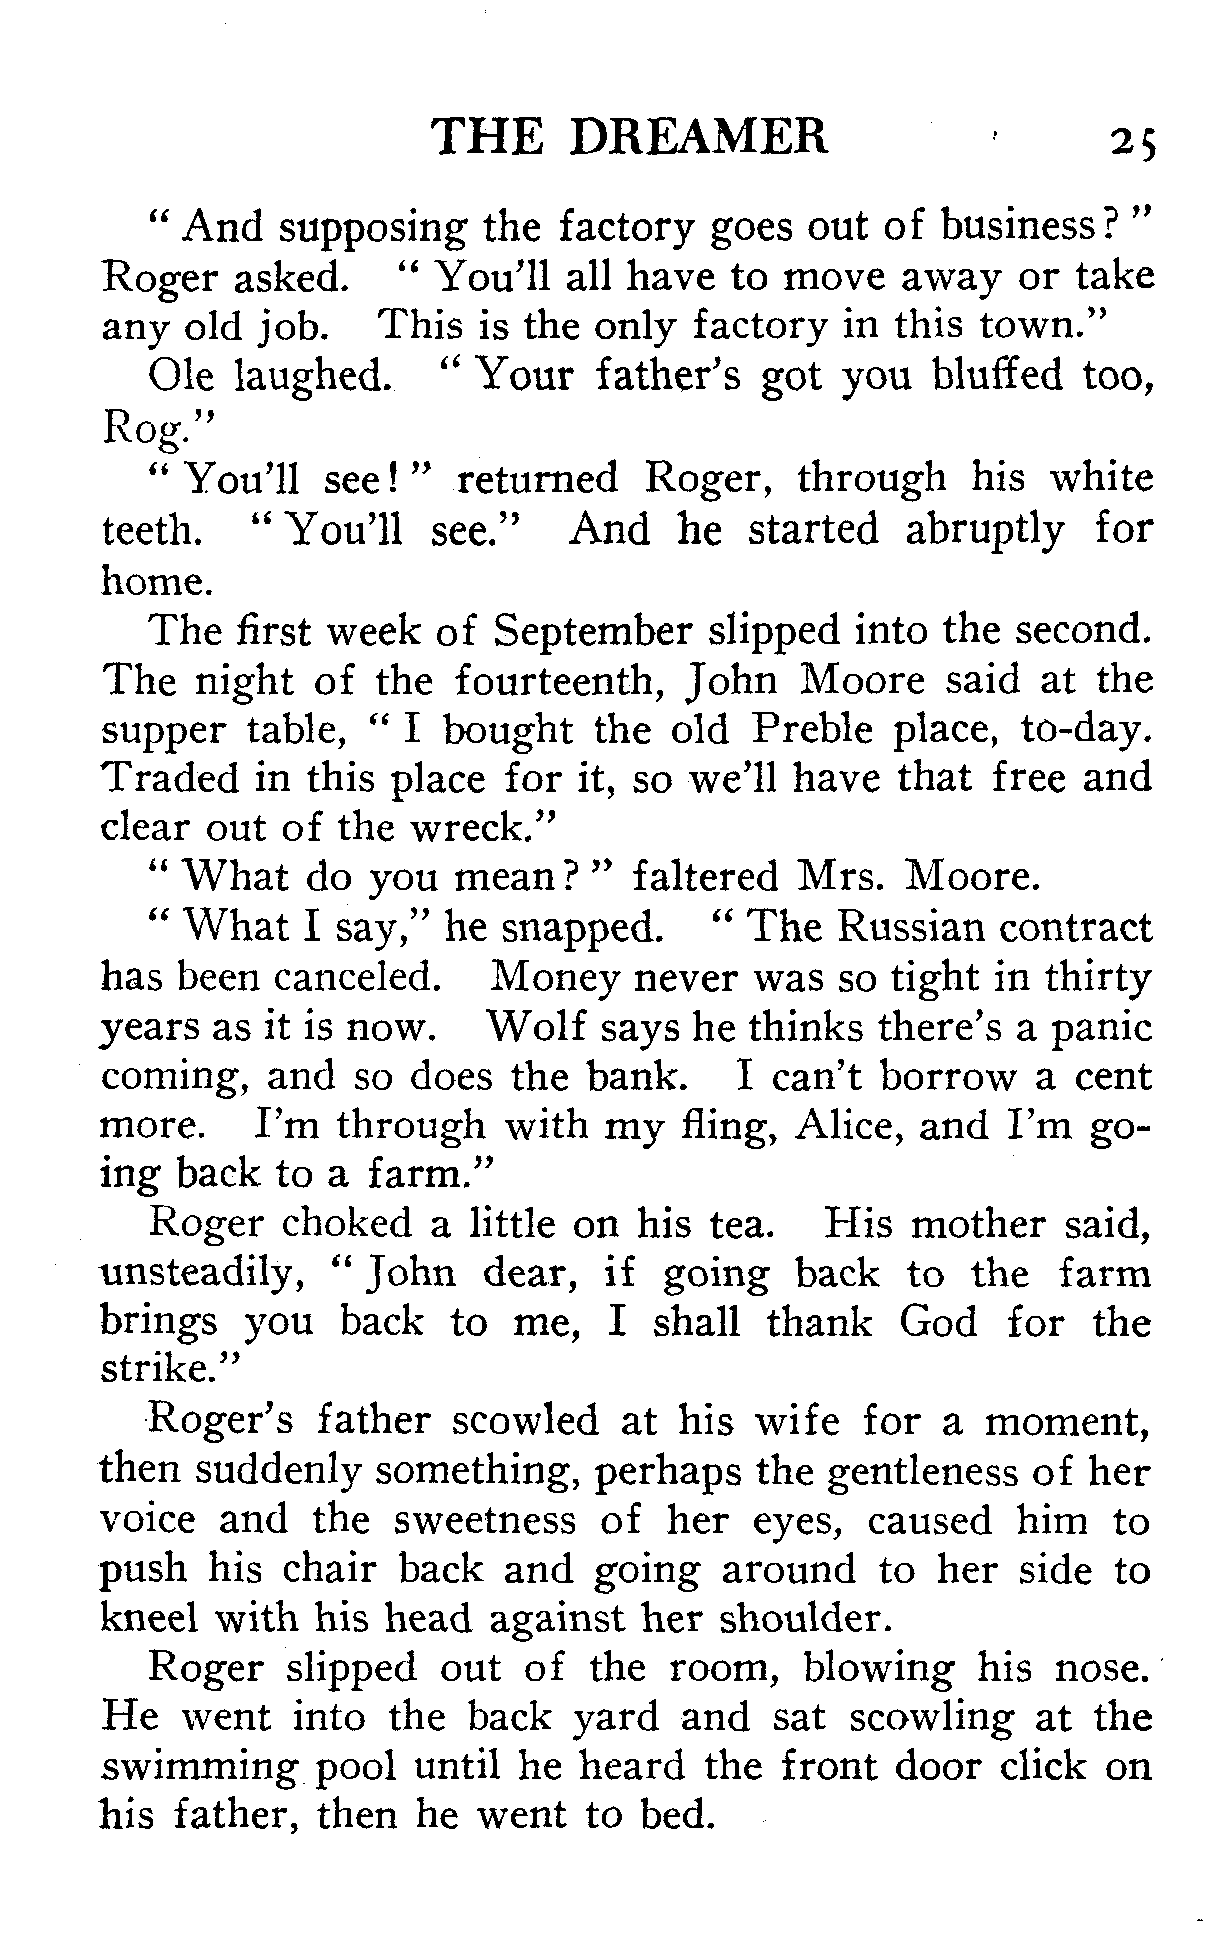 THE DREAMER 25
" And supposing the factory goes out of business? "
Roger asked. " You'll all have to move away or take
any old job. This is the only factory in this town."
Ole laughed. " Your father's got you bluffed too,
Rog."
" You'll see! " returned Roger, through his white
teeth. " You'll see." And he started abruptly for
home.
The first week of September slipped into the second.
The night of the fourteenth, John Moore said at the
supper table, " I bought the old Preble place, to-day.
Traded in this place for it, so we'll have that free and
clear out of the wreck."
" What do you mean? " faltered Mrs. Moore.
" What I say," he snapped. " The Russian contract
has been canceled. Money never was so tight in thirty
years as it is now. Wolf says he thinks there's a panic
coming, and so does the bank. I can't borrow a cent
more. I'm through with my fling, Alice, and I'm go-
ing back to a farm."
Roger choked a little on his tea. His mother said,
unsteadily, " John dear, if going back to the farm
brings you back to me, I shall thank God for the
strike."
Roger's father scowled at his wife for a moment,
then suddenly something, perhaps the gentleness of her
voice and the sweetness of her eyes, caused him to
push his chair back and going around to her side to
kneel with his head against her shoulder.
Roger slipped out of the room, blowing his nose.
He went into the back yard and sat scowling at the
swimming pool until he heard the front door click on
his father, then he went to bed.